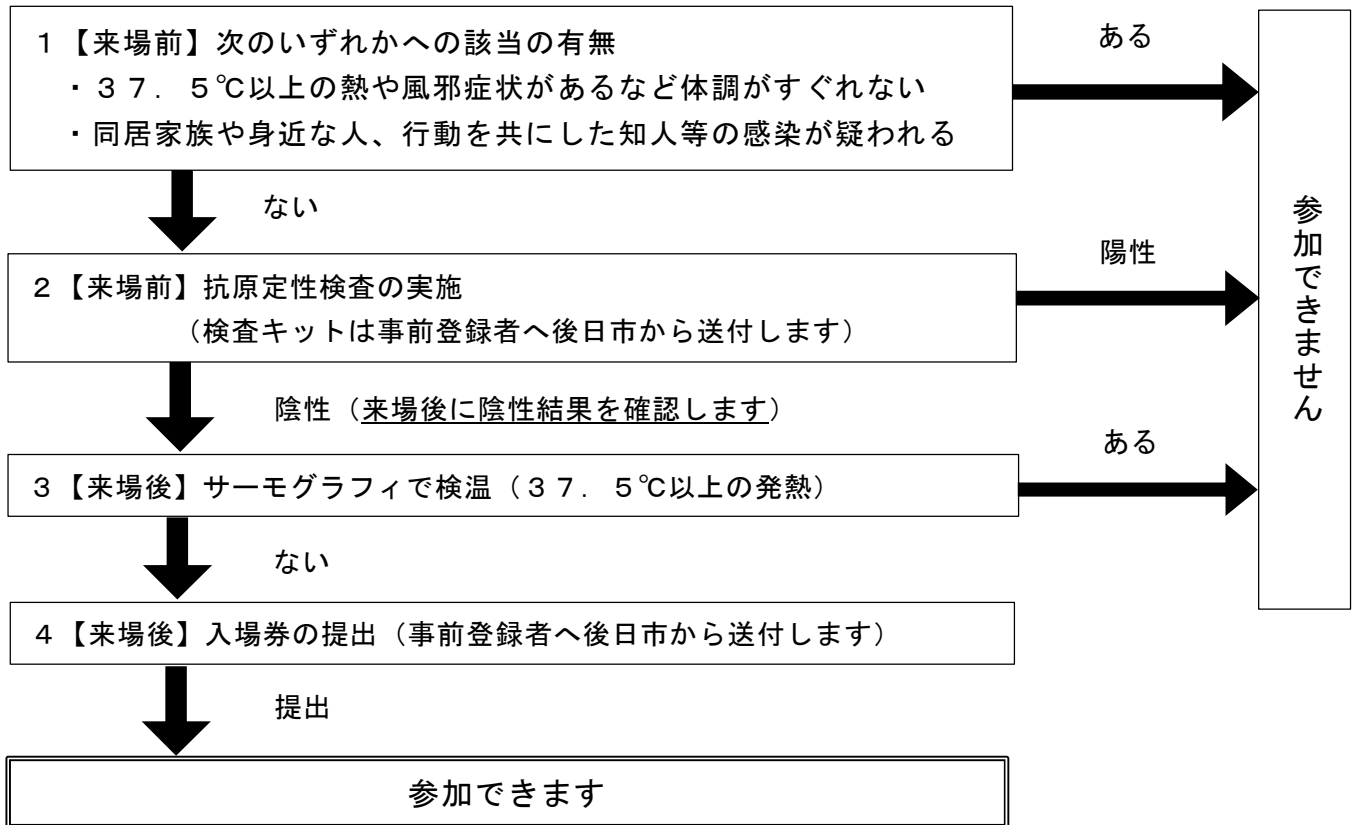 １【来場前】次のいずれかへの該当の有無
・３７．５℃以上の熱や風邪症状があるなど体調がすぐれない
・同居家族や身近な人、行動を共にした知人等の感染が疑われる
ある
ない
２【来場前】抗原定性検査の実施
（検査キットは事前登録者へ後日市から送付します）
陽性
陰性（来場後に陰性結果を確認します）
３【来場後】サーモグラフィで検温（３７．５℃以上の発熱）
ある
ない
４【来場後】入場券の提出（事前登録者へ後日市から送付します）
提出
参加できます
参加できません